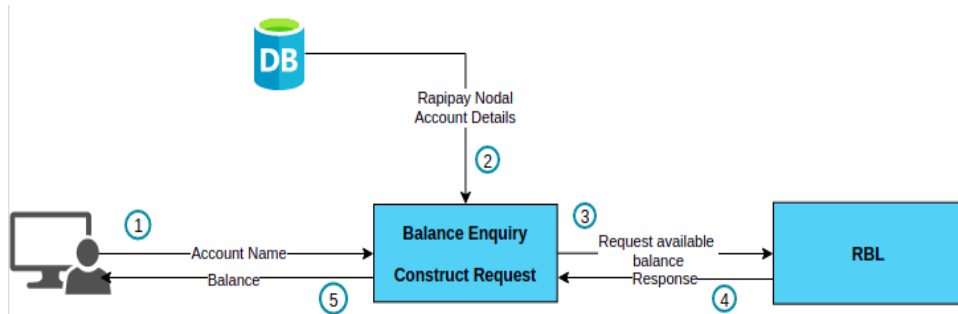 DB
Rapipay Nodal
Account Details
2
1
Account Name
Balance
5
Balance Enquiry
Construct Request
3
Request available
balance
Response
4
RBL